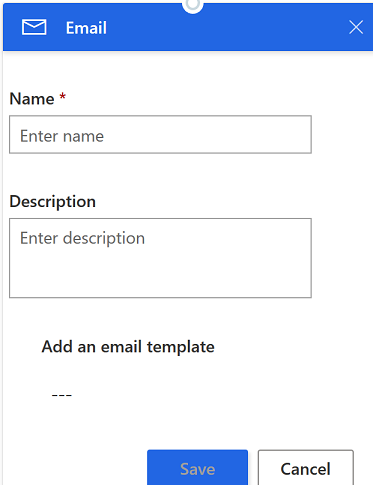 Email
Name *
Enter name
Description
Enter description
Add an email template
---
Save
Cancel